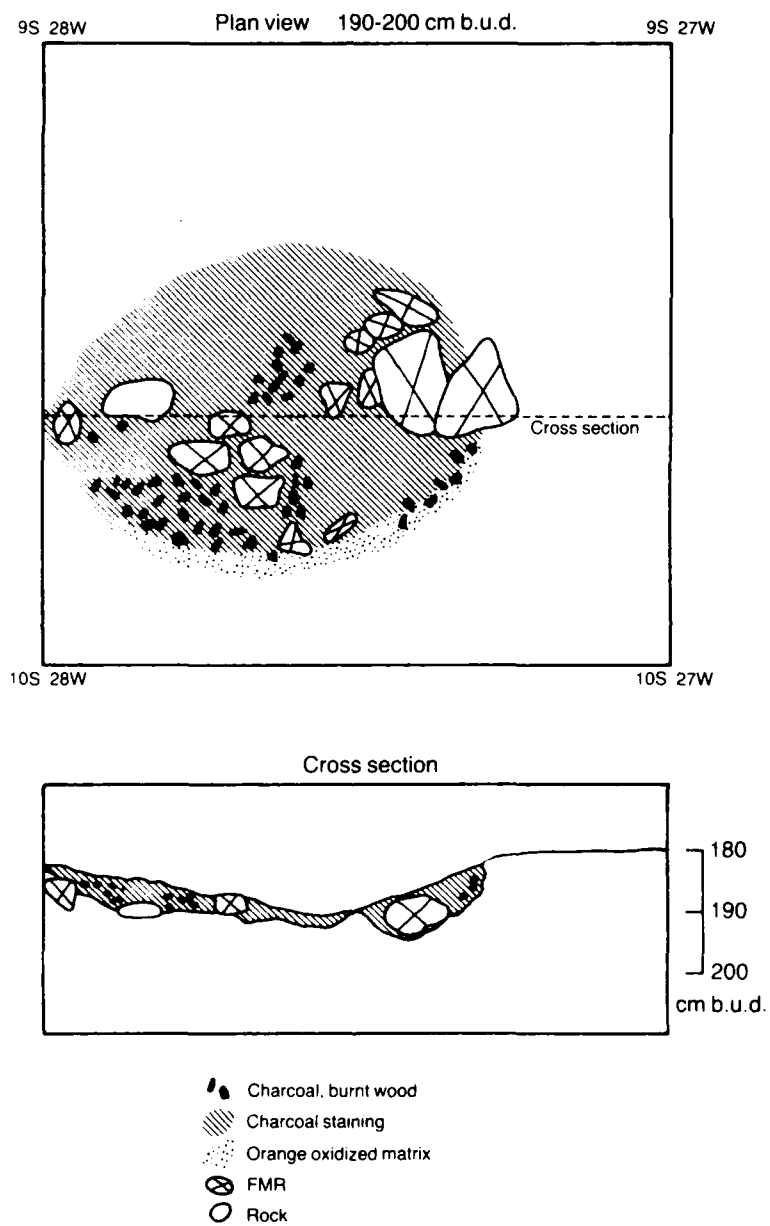 Plan view 190-200 cm b.u.d.
9S 28W
9S 27W
Cross section
10S 28W
10S 27W
Cross section
180
190
200
cm b.u.d.
Charcoal, burnt wood
Charcoal staining
Orange oxidized matrix
FMR
Rock